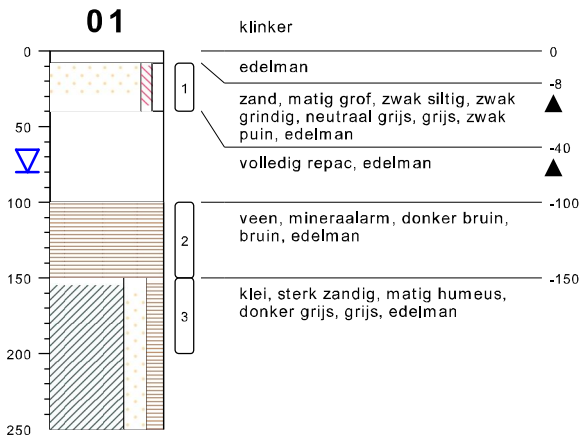 01
klinker
0
0
edelman
-8
1
zand, matig grof, zwak siltig, zwak
grindig, neutraal grijs, grijs, zwak
puin, edelman
50
-40
volledig repac, edelman
100
-100
2
veen, mineraalarm, donker bruin,
bruin, edelman
150
-150
3
klei, sterk zandig, matig humeus,
donker grijs, grijs, edelman
200
250